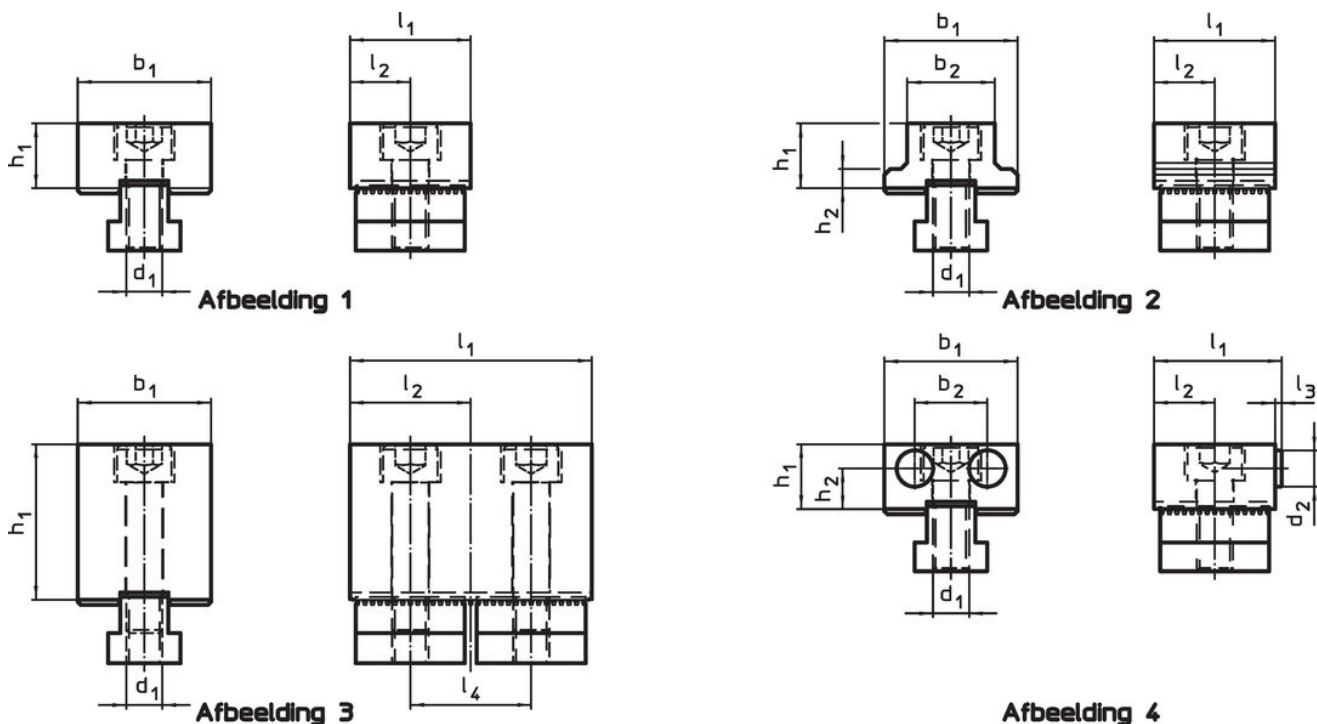 b₁
l₁
l₂
h₁
d₁
Afbeelding 1
b₁
b₂
l₁
l₂
h₁
h₂
d₁
Afbeelding 2
b₁
l₁
l₂
h₁
d₁
l₄
Afbeelding 3
b₁
b₂
l₁
l₂
l₃
h₁
h₂
d₂
d₁
Afbeelding 4